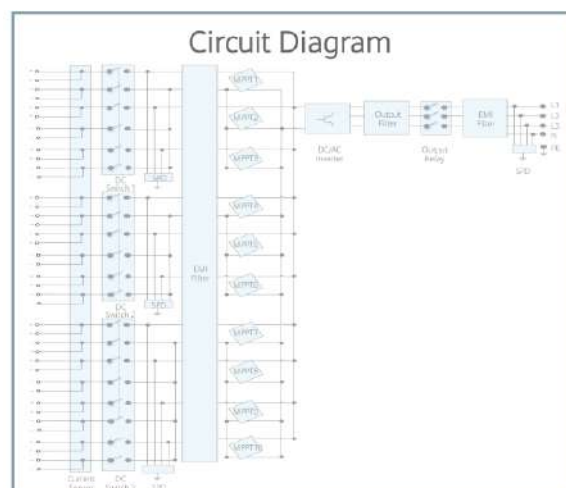 Circuit Diagram
MPPT1
MPPT2
MPPT3
DC
Switch 1
SPD
MPPT4
MPPT5
MPPT6
EMI
Filter
DC
Switch 2
SPD
MPPT7
MPPT8
MPPT9
MPPT10
Current
Sensor
DC
Switch 3
SPD
DC/AC
Inverter
Output
Filter
Output
Relay
EMI
Filter
L1
L2
L3
N
PE
SPD